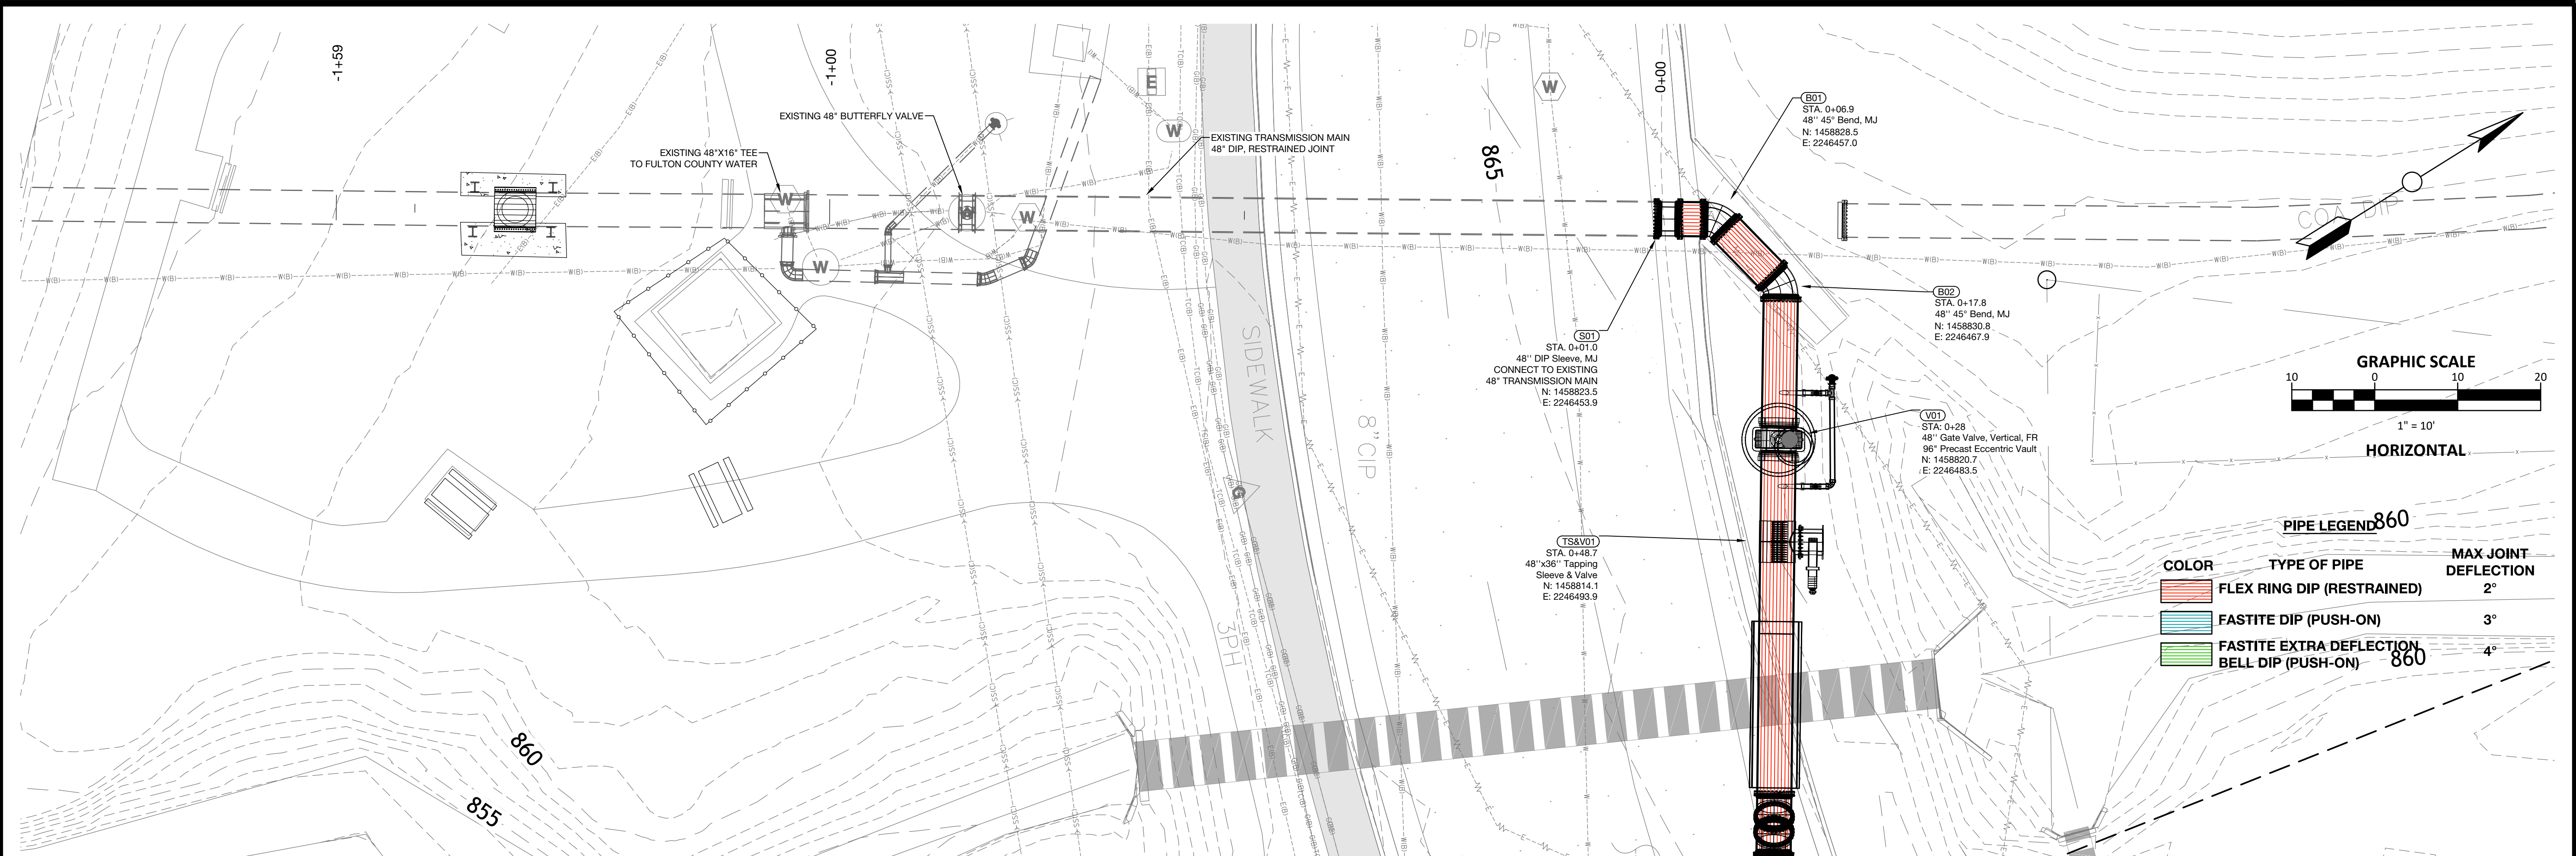 -1+59
-1+00
0+00
DIP
865
EXISTING 48" BUTTERFLY VALVE
EXISTING 48"X16" TEE
TO FULTON COUNTY WATER
EXISTING TRANSMISSION MAIN
48" DIP, RESTRAINED JOINT
E
W
W
W
W
W
B01
STA. 0+06.9
48'' 45° Bend, MJ
N: 1458828.5
E: 2246457.0
COA DIP
B02
STA. 0+17.8
48'' 45° Bend, MJ
N: 1458830.8
E: 2246467.9
S01
STA. 0+01.0
48'' DIP Sleeve, MJ
CONNECT TO EXISTING
48" TRANSMISSION MAIN
N: 1458823.5
E: 2246453.9
SIDEWALK
8'' CIP
G
3PH
GRAPHIC SCALE
10 0 10 20
1" = 10'
HORIZONTAL
V01
STA: 0+28
48'' Gate Valve, Vertical, FR
96" Precast Eccentric Vault
N: 1458820.7
E: 2246483.5
TS&V01
STA. 0+48.7
48''x36'' Tapping
Sleeve & Valve
N: 1458814.1
E: 2246493.9
PIPE LEGEND
860
COLOR TYPE OF PIPE MAX JOINT
DEFLECTION
FLEX RING DIP (RESTRAINED) 2°
FASTITE DIP (PUSH-ON) 3°
FASTITE EXTRA DEFLECTION
BELL DIP (PUSH-ON) 4°
860
860
855